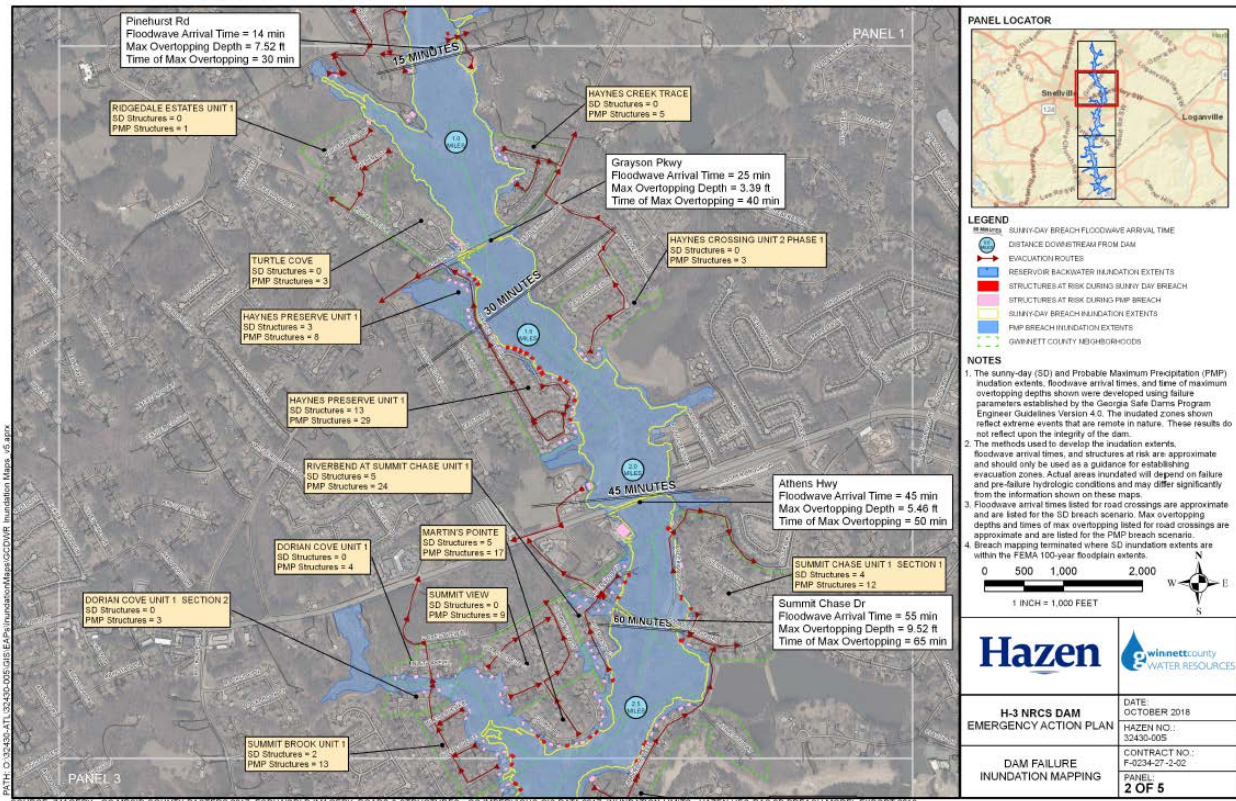 Pinehurst Rd
Floodwave Arrival Time = 14 min
Max Overtopping Depth = 7.52 ft
Time of Max Overtopping = 30 min
15 MINUTES
PANEL 1
RIDGEDALE ESTATES UNIT 1
SD Structures = 0
PMP Structures = 1
HAYNES CREEK TRACE
SD Structures = 0
PMP Structures = 5
1.0
MILES
Grayson Pkwy
Floodwave Arrival Time = 25 min
Max Overtopping Depth = 3.39 ft
Time of Max Overtopping = 40 min
HAYNES CROSSING UNIT 2 PHASE 1
SD Structures = 0
PMP Structures = 3
TURTLE COVE
SD Structures = 0
PMP Structures = 3
30 MINUTES
HAYNES PRESERVE UNIT 1
SD Structures = 3
PMP Structures = 8
MILES
HAYNES PRESERVE UNIT 1
SD Structures = 13
PMP Structures = 29
RIVERBEND AT SUMMIT CHASE UNIT 1
SD Structures = 5
PMP Structures = 24
2.0
MILES
45 MINUTES
Athens Hwy
Floodwave Arrival Time = 45 min
Max Overtopping Depth = 5.46 ft
Time of Max Overtopping = 50 min
MARTIN'S POINTE
SD Structures = 5
PMP Structures = 17
DORIAN COVE UNIT 1
SD Structures = 0
PMP Structures = 4
SUMMIT CHASE UNIT 1 SECTION 1
SD Structures = 4
PMP Structures = 12
SUMMIT VIEW
SD Structures = 0
PMP Structures = 9
DORIAN COVE UNIT 1 SECTION 2
SD Structures = 0
PMP Structures = 3
Summit Chase Dr
Floodwave Arrival Time = 55 min
Max Overtopping Depth = 9.52 ft
Time of Max Overtopping = 65 min
60 MINUTES
2.5
MILES
SUMMIT BROOK UNIT 1
SD Structures = 2
PMP Structures = 13
PANEL 3
PANEL LOCATOR
Snellville
Loganville
LEGEND
SUNNY-DAY BREACH FLOODWAVE ARRIVAL TIME
DISTANCE DOWNSTREAM FROM DAM
EVACUATION ROUTES
RESERVOIR BACKWATER INUNDATION EXTENTS
STRUCTURES AT RISK DURING SUNNY DAY BREACH
STRUCTURES AT RISK DURING PMP BREACH
SUNNY-DAY BREACH INUNDATION EXTENTS
PMP BREACH INUNDATION EXTENTS
GWINNETT COUNTY NEIGHBORHOODS
NOTES
1. The sunny-day (SD) and Probable Maximum Precipitation (PMP)
inudation extents, floodwave arrival times, and time of maximum
overtopping depths shown were developed using failure
parameters established by the Georgia Safe Dams Program
Engineer Guidelines Version 4.0. The inudated zones shown
reflect extreme events that are remote in nature. These results do
not reflect upon the integrity of the dam.
2. The methods used to develop the inudation extents,
floodwave arrival times, and structures at risk are approximate
and should only be used as a guidance for establishing
evacuation zones. Actual areas inundated will depend on failure
and pre-failure hydrologic conditions and may differ significantly
from the information shown on these maps.
3. Floodwave arrival times listed for road crossings are approximate
and are listed for the SD breach scenario. Max overtopping
depths and times of max overtopping listed for road crossings are
approximate and are listed for the PMP breach scenario.
4. Breach mapping terminated where SD inundation extents are
within the FEMA 100-year floodplain extents.
0 500 1,000 2,000
1 INCH = 1,000 FEET
N
W E
S
Hazen
gwinnettcounty
WATER RESOURCES
H-3 NRCS DAM
EMERGENCY ACTION PLAN
DATE:
OCTOBER 2018
HAZEN NO.:
32430-005
CONTRACT NO.:
F-0234-27-2-02
DAM FAILURE
INUNDATION MAPPING
PANEL:
2 OF 5